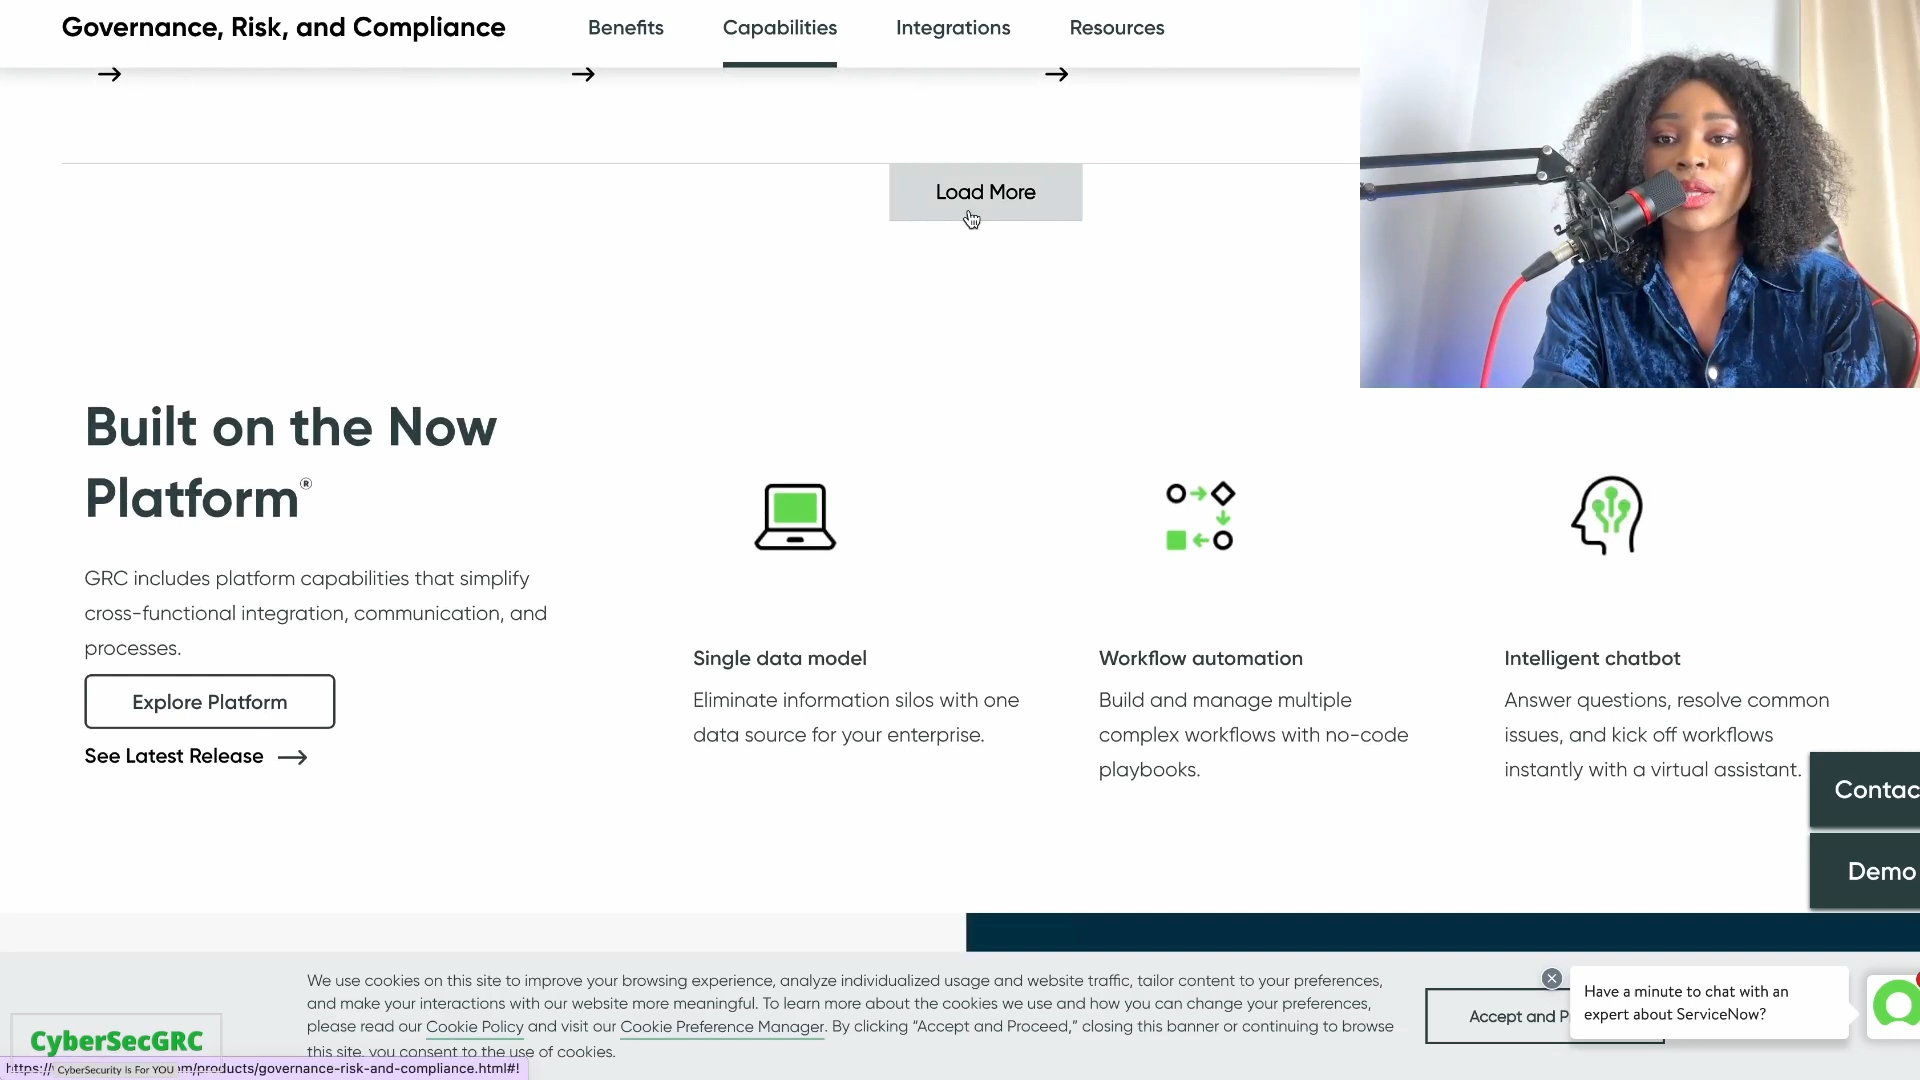 Governance, Risk, and Compliance
Benefits
Capabilities
Integrations
Resources
Load More
Built on the Now
Platform®
GRC includes platform capabilities that simplify
cross-functional integration, communication, and
processes.
Explore Platform
See Latest Release
Single data model
Eliminate information silos with one
data source for your enterprise.
Workflow automation
Build and manage multiple
complex workflows with no-code
playbooks.
Intelligent chatbot
Answer questions, resolve common
issues, and kick off workflows
instantly with a virtual assistant.
Contac
Demo
We use cookies on this site to improve your browsing experience, analyze individualized usage and website traffic, tailor content to your preferences,
and make your interactions with our website more meaningful. To learn more about the cookies we use and how you can change your preferences,
please read our Cookie Policy and visit our Cookie Preference Manager. By clicking “Accept and Proceed,” closing this banner or continuing to browse
this site, you consent to the use of cookies.
Accept and P
Have a minute to chat with an
expert about ServiceNow?
CyberSecGRC
CyberSecurity Is For YOU
https:// m/products/governance-risk-and-compliance.html#!